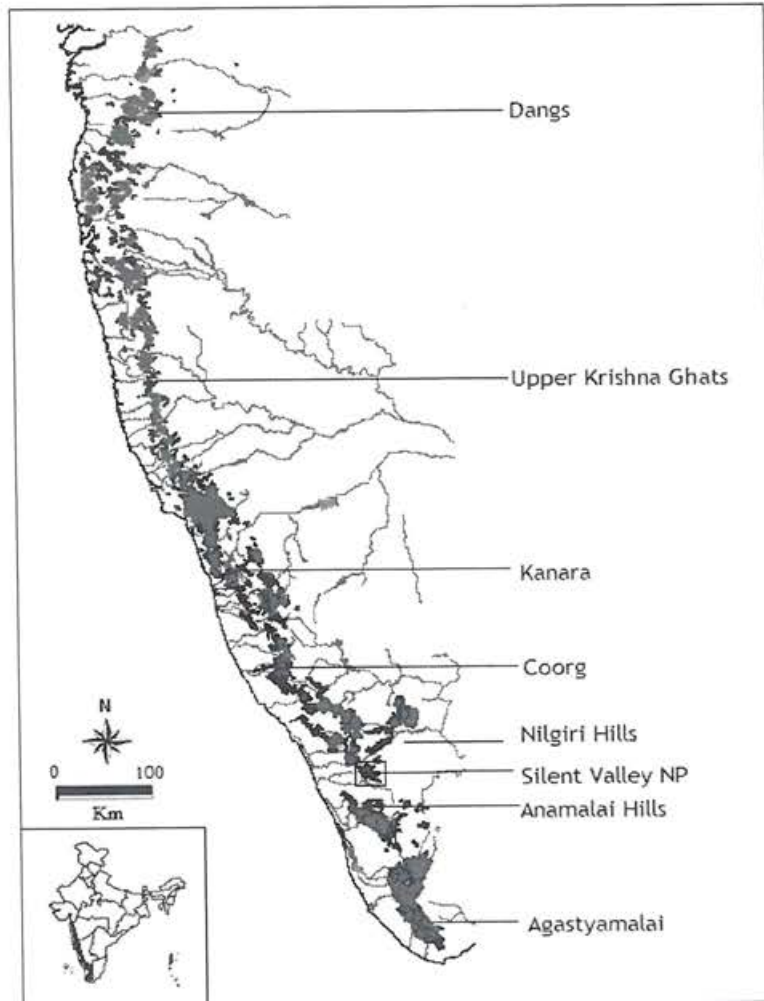 Dangs
Upper Krishna Ghats
Kanara
Coorg
N
Nilgiri Hills
Silent Valley NP
0 100
Anamalai Hills
Km
Agastyamalai